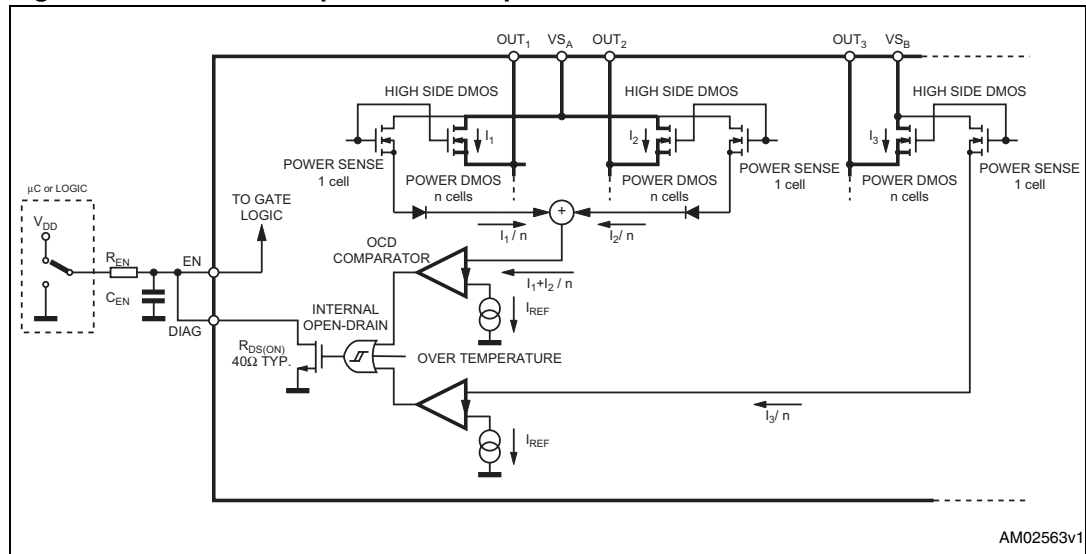 OUT1 VSA OUT2 OUT3 VSB
HIGH SIDE DMOS
HIGH SIDE DMOS
HIGH SIDE DMOS
I1
I2
I3
POWER SENSE
1 cell
POWER DMOS
n cells
POWER DMOS
n cells
POWER SENSE
1 cell
POWER DMOS
n cells
POWER SENSE
1 cell
µC or LOGIC
VDD
REN
CEN
EN
DIAG
TO GATE
LOGIC
+
I1/ n
I2/ n
OCD
COMPARATOR
I1+I2 / n
IREF
INTERNAL
OPEN-DRAIN
RDS(ON)
40Ω TYP.
OVER TEMPERATURE
I3/ n
IREF
AM02563v1